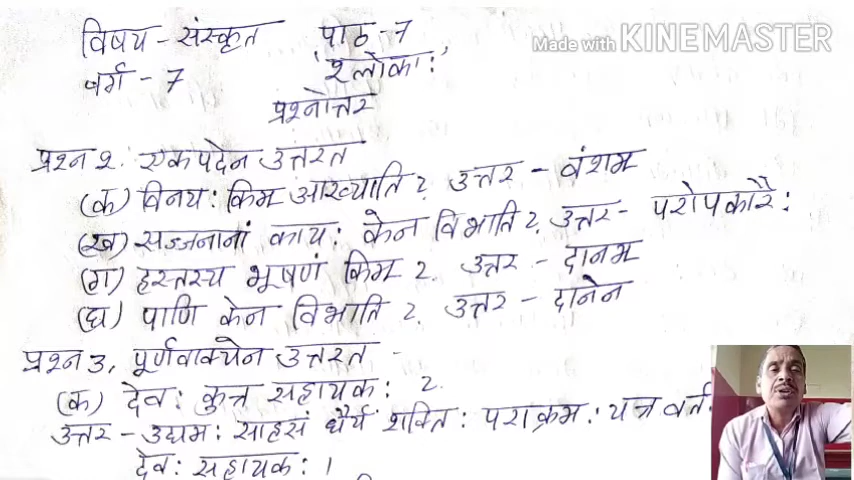 Made with KINEMASTER
विषय - संस्कृत पाठ - 7
वर्ग - 7 'श्लोकाः'
प्रश्नोत्तर
प्रश्न 2. एकपदेन उत्तरत
(क) विनयः किम आख्याति ? उत्तर - वंशम
(ख) सज्जनानां कायः केन विभाति ? उत्तर - परोपकारैः
(ग) हस्तस्य भूषणं किम ? उत्तर - दानम
(घ) पाणि केन विभाति ? उत्तर - दानेन
प्रश्न 3. पूर्णवाक्येन उत्तरत -
(क) देवः कुत्र सहायकः ?
उत्तर - उद्यमः साहसं धैर्य शक्तिः पराक्रमः यत्र वर्त
देवः सहायकः ।